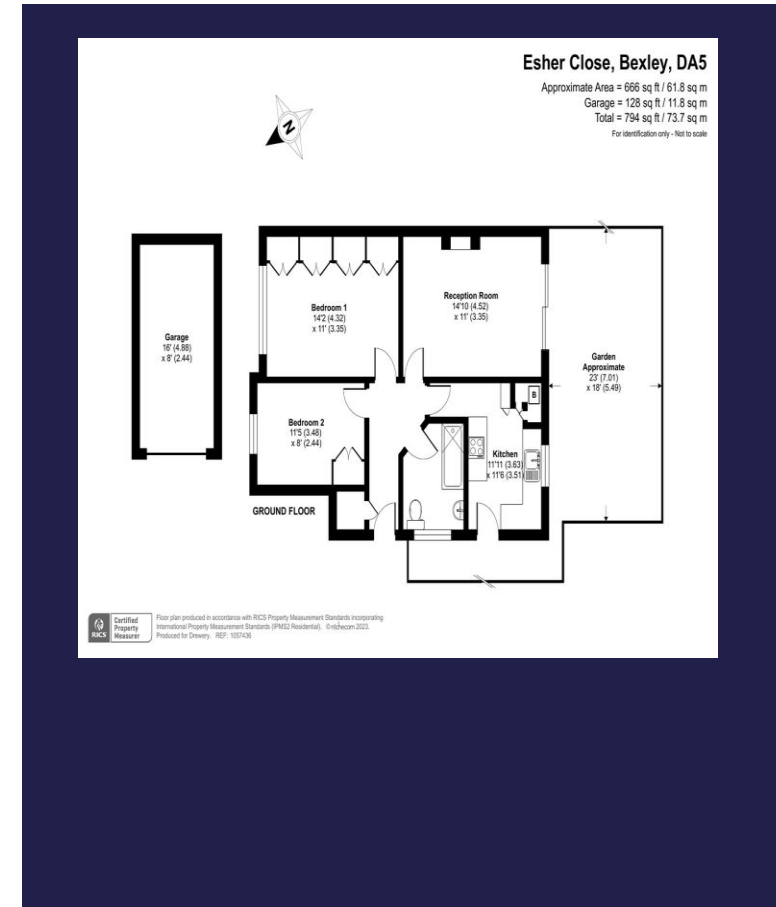 Esher Close, Bexley, DA5
Approximate Area = 666 sq ft / 61.8 sq m
Garage = 128 sq ft / 11.8 sq m
Total = 794 sq ft / 73.7 sq m
For identification only - Not to scale
N
Garage
16' (4.88)
x 8' (2.44)
Bedroom 1
14'2 (4.32)
x 11' (3.35)
Reception Room
14'10 (4.52)
x 11' (3.35)
Garden
Approximate
23' (7.01)
x 18' (5.49)
Bedroom 2
11'5 (3.48)
x 8' (2.44)
B
Kitchen
11'11 (3.63)
x 11'6 (3.51)
GROUND FLOOR
RICS
Certified
Property
Measurer
Floor plan produced in accordance with RICS Property Measurement Standards incorporating
International Property Measurement Standards (IPMS2 Residential). ©nichecom 2023.
Produced for Drewery. REF: 1057436